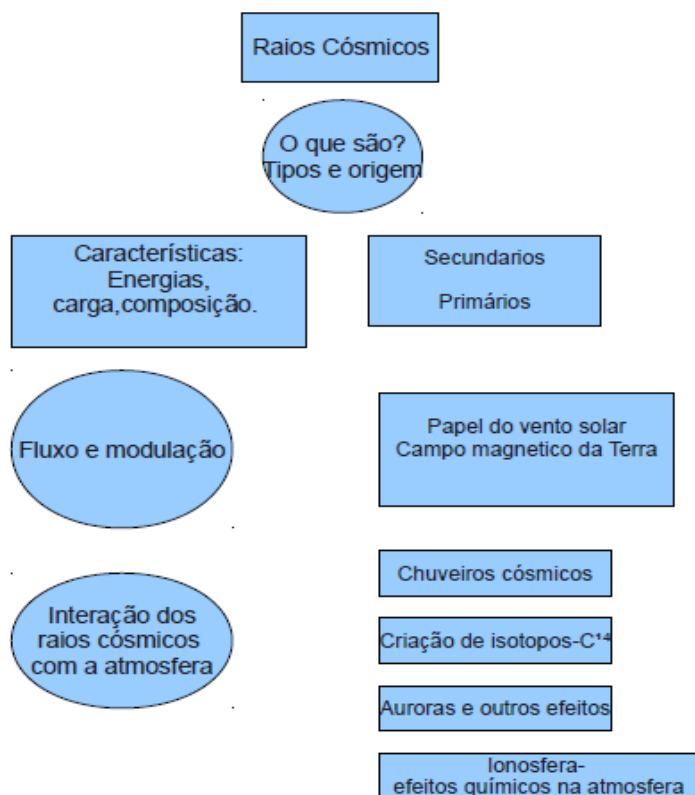 Raios Cósmicos
O que são?
Tipos e origem
Características:
Energias,
carga,composição.
Secundarios
Primários
Fluxo e modulação
Papel do vento solar
Campo magnetico da Terra
Interação dos
raios cósmicos
com a atmosfera
Chuveiros cósmicos
Criação de isotopos-C¹⁴
Auroras e outros efeitos
Ionosfera-
efeitos químicos na atmosfera